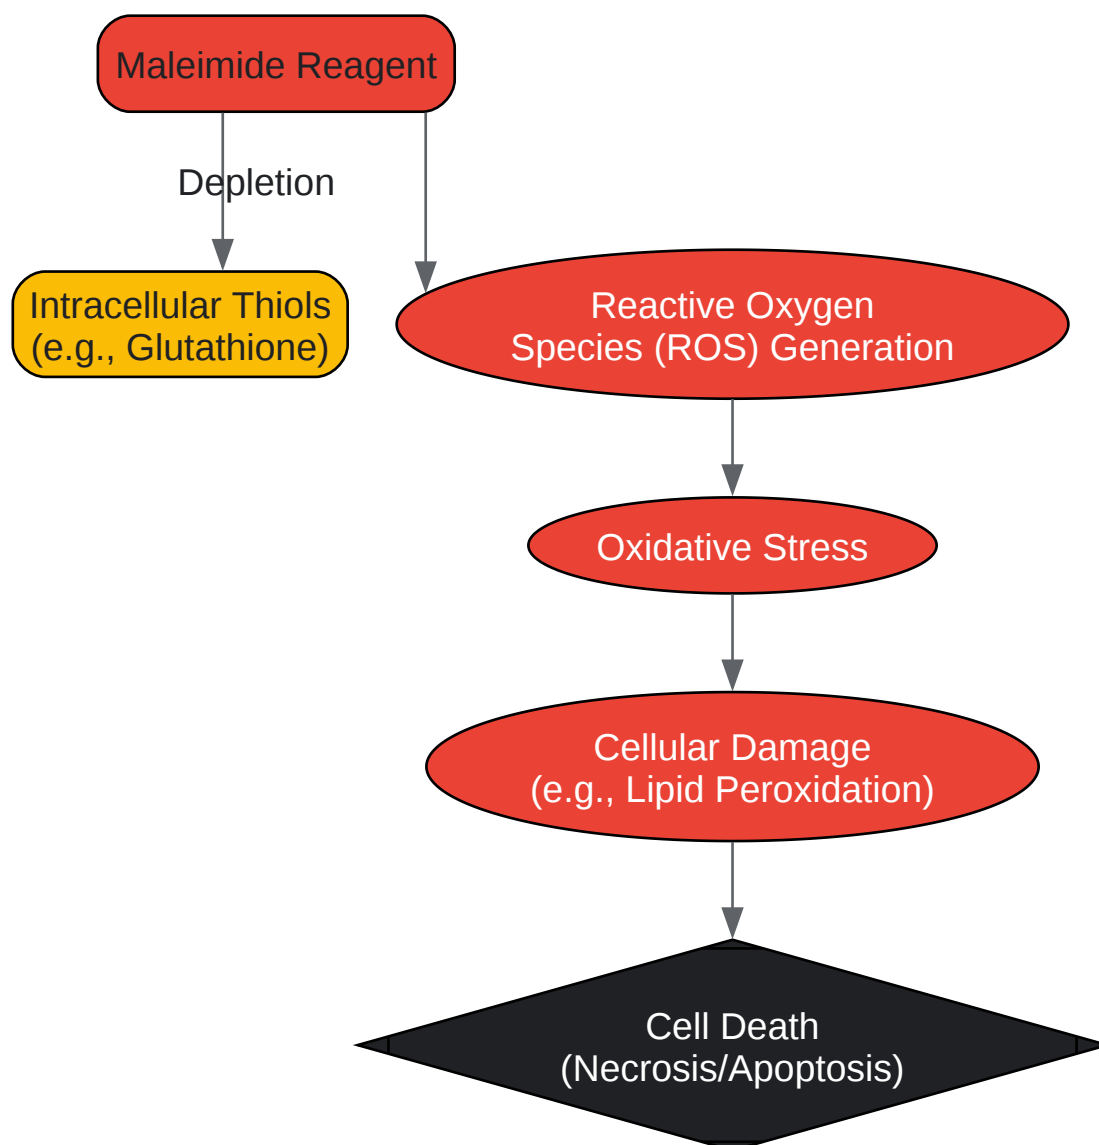 Maleimide Reagent
Depletion
Intracellular Thiols
(e.g., Glutathione)
Reactive Oxygen
Species (ROS) Generation
Oxidative Stress
Cellular Damage
(e.g., Lipid Peroxidation)
Cell Death
(Necrosis/Apoptosis)